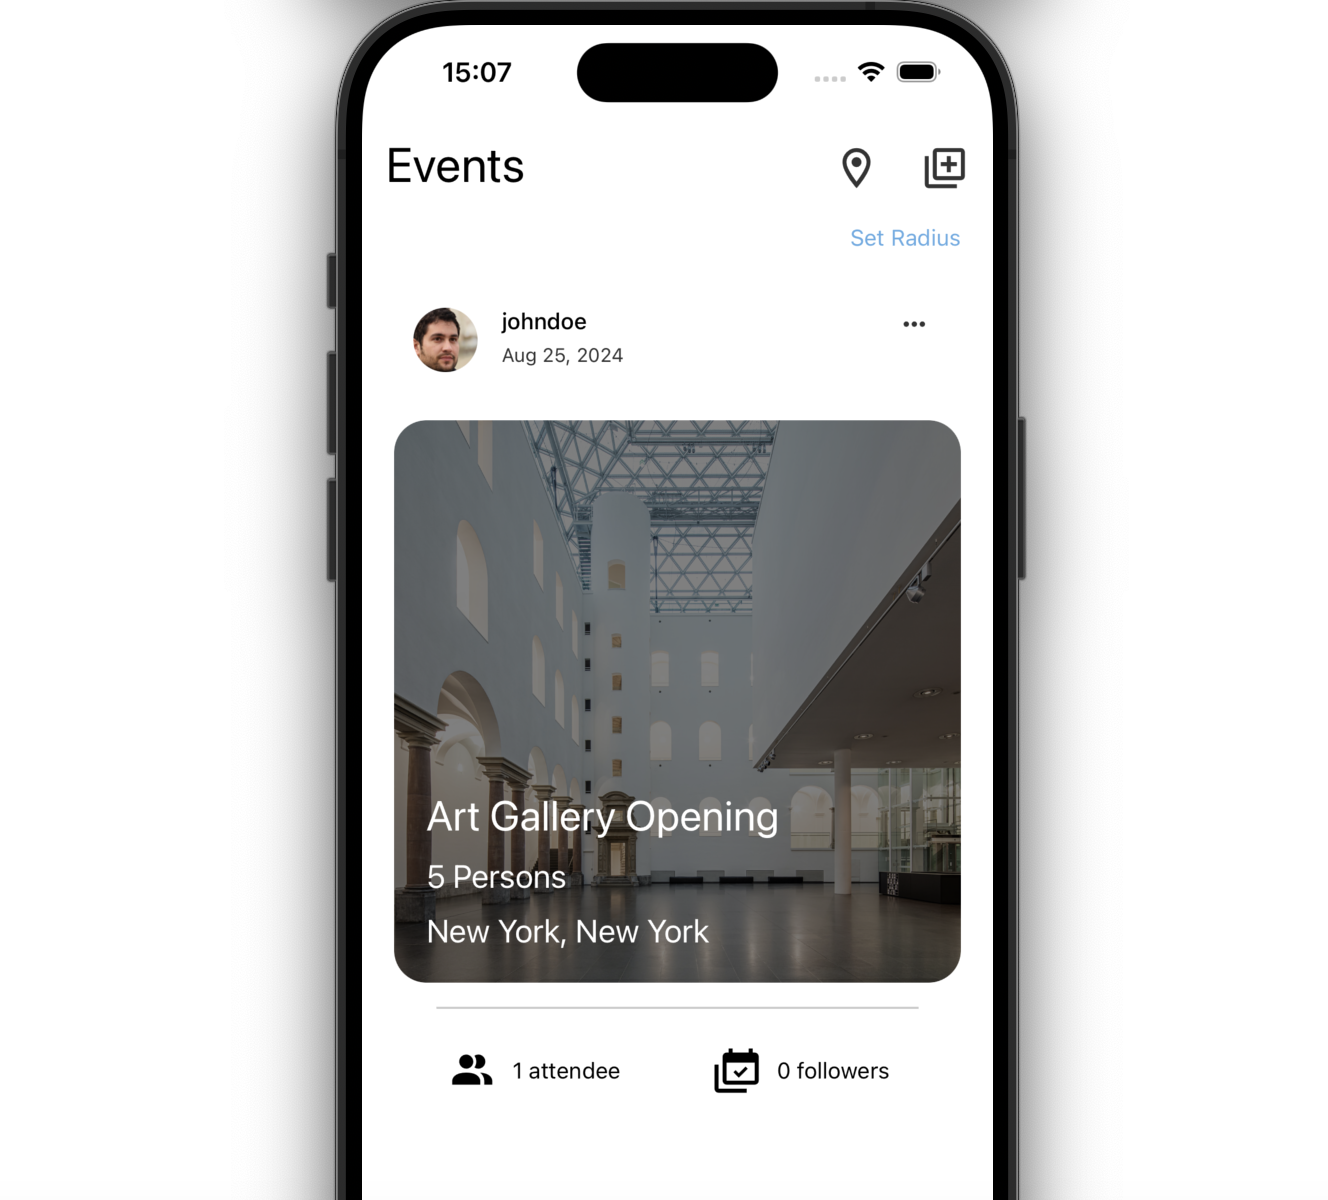 15:07
Events
Set Radius
johndoe
Aug 25, 2024
Art Gallery Opening
5 Persons
New York, New York
1 attendee
0 followers